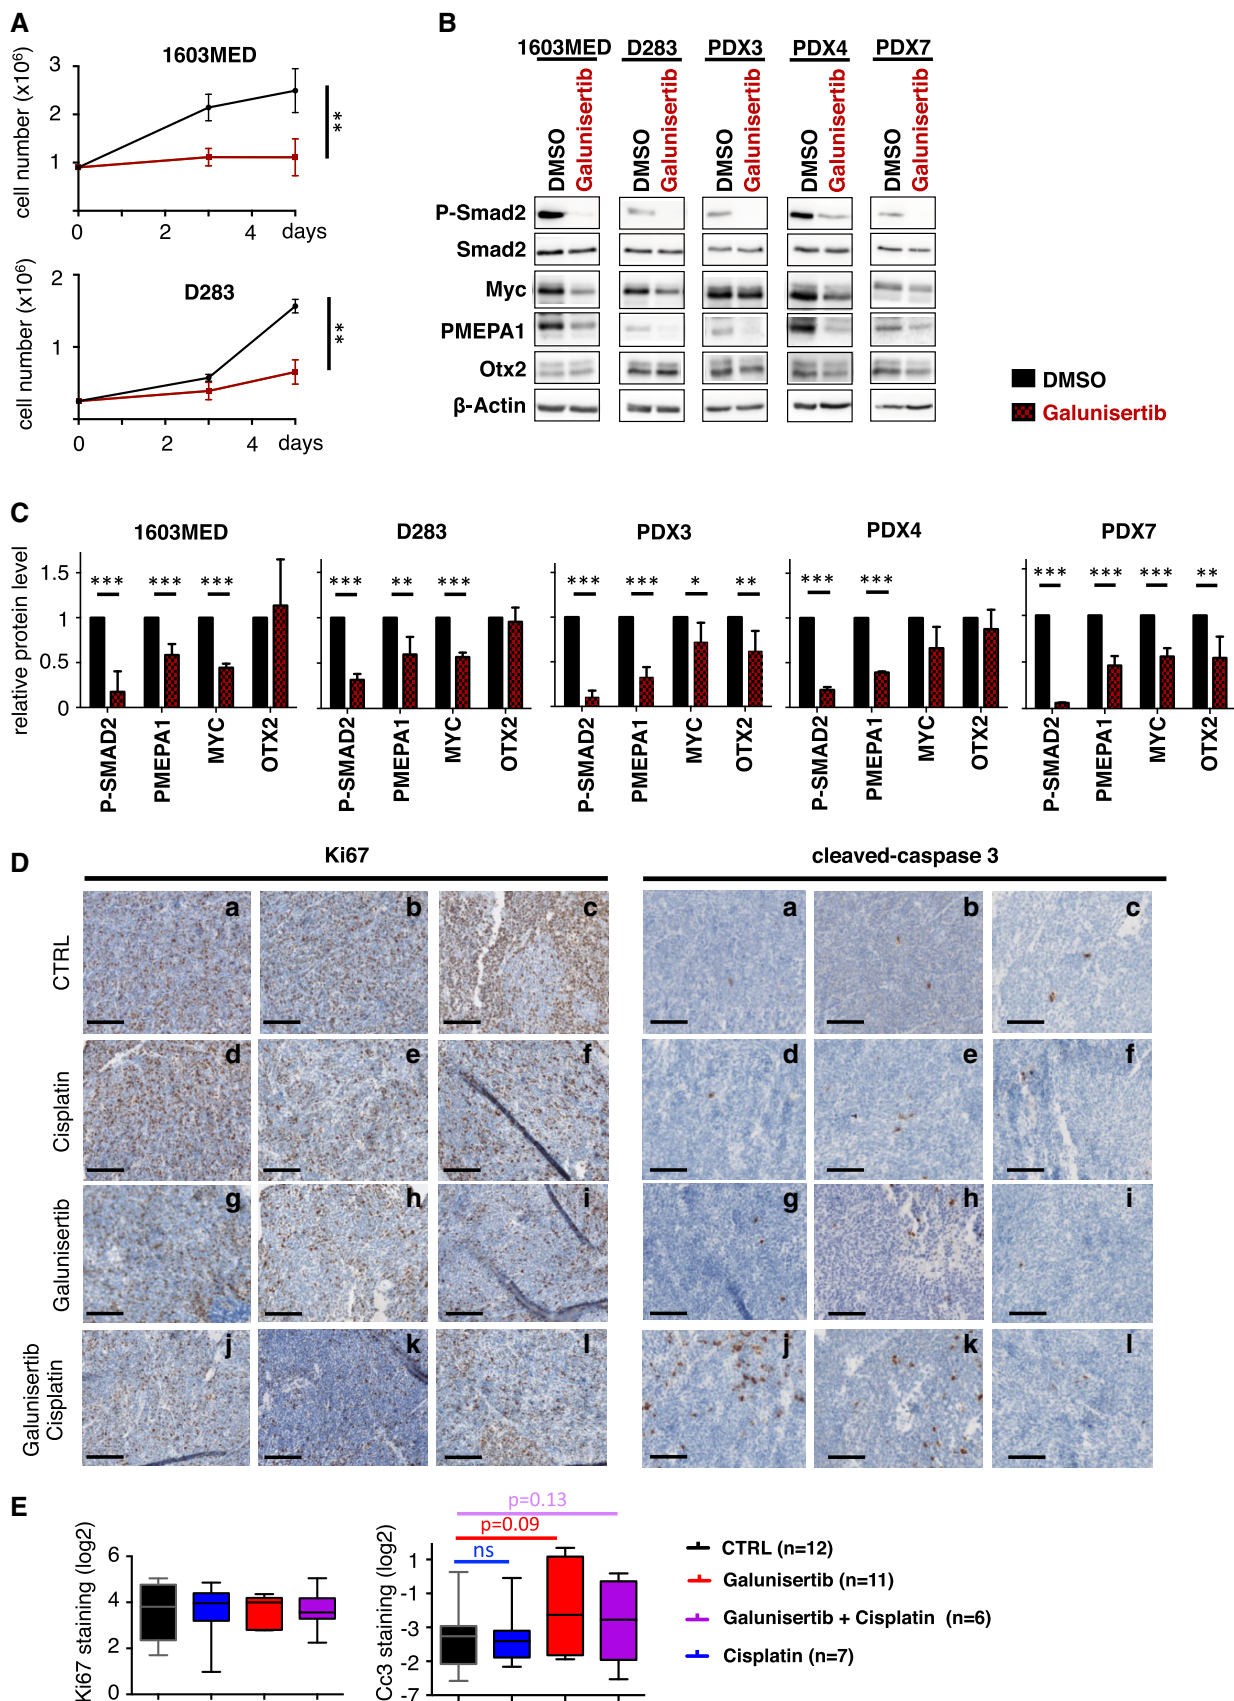 A
1603MED
cell number (x10⁶)
3
2
1
0 2 4 days
**
D283
cell number (x10⁶)
2
1
0 2 4 days
**
B
1603MED D283 PDX3 PDX4 PDX7
DMSO Galunisertib DMSO Galunisertib DMSO Galunisertib DMSO Galunisertib DMSO Galunisertib
P-Smad2
Smad2
Myc
PMEPA1
Otx2
β-Actin
DMSO
Galunisertib
C
relative protein level
1603MED D283 PDX3 PDX4 PDX7
1.5
1
0.5
0
*** *** ***
*** ** ***
*** *** * **
*** ***
*** *** *** **
P-SMAD2 PMEPA1 MYC OTX2
P-SMAD2 PMEPA1 MYC OTX2
P-SMAD2 PMEPA1 MYC OTX2
P-SMAD2 PMEPA1 MYC OTX2
P-SMAD2 PMEPA1 MYC OTX2
D
Ki67 cleaved-caspase 3
CTRL
a b c a b c
Cisplatin
d e f d e f
Galunisertib
g h i g h i
Galunisertib
Cisplatin
j k l j k l
E
Ki67 staining (log2)
6
4
2
0
Cc3 staining (log2)
1
-1
-3
-2
-7
p=0.13
p=0.09
ns
CTRL (n=12)
Galunisertib (n=11)
Galunisertib + Cisplatin (n=6)
Cisplatin (n=7)